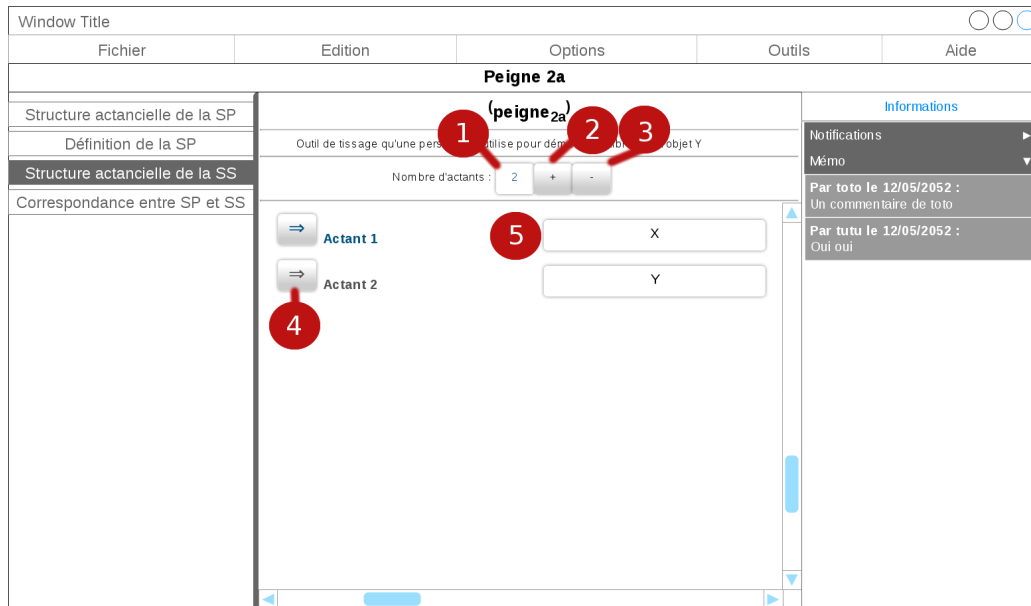 Window Title
Fichier Edition Options Outils Aide
Peigne 2a
Structure actancielle de la SP
Définition de la SP
Structure actancielle de la SS
Correspondance entre SP et SS
(peigne2a)
1 2 3
Outil de tissage qu'une utilise pour objet Y
Nombre d'actants : 2 + -
⇒ Actant 1 5 X
⇒ Actant 2 Y
4
Informations
Notifications
Mémo
Par toto le 12/05/2052 :
Un commentaire de toto
Par tutu le 12/05/2052 :
Oui oui